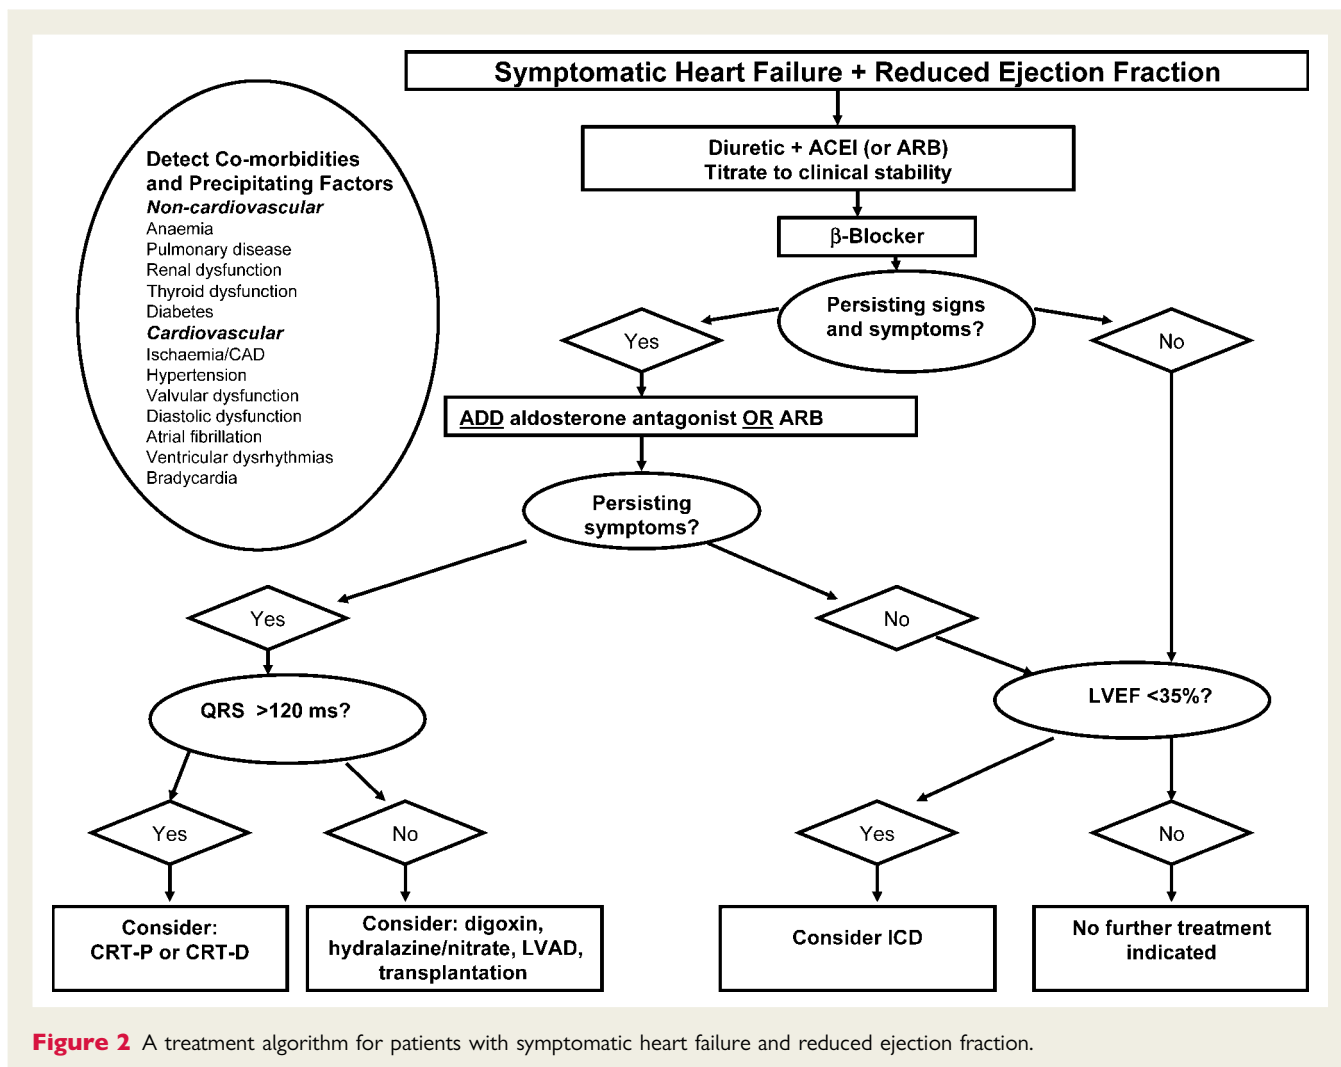 Symptomatic Heart Failure + Reduced Ejection Fraction
Diuretic + ACEI (or ARB)
Titrate to clinical stability
β-Blocker
Persisting signs
and symptoms?
Yes
No
ADD aldosterone antagonist OR ARB
Detect Co-morbidities
and Precipitating Factors
Non-cardiovascular
Anaemia
Pulmonary disease
Renal dysfunction
Thyroid dysfunction
Diabetes
Cardiovascular
Ischaemia/CAD
Hypertension
Valvular dysfunction
Diastolic dysfunction
Atrial fibrillation
Ventricular dysrhythmias
Bradycardia
Persisting
symptoms?
Yes
No
QRS >120 ms?
LVEF <35%?
Yes
No
Yes
No
Consider:
CRT-P or CRT-D
Consider: digoxin,
hydralazine/nitrate, LVAD,
transplantation
Consider ICD
No further treatment
indicated
Figure 2 A treatment algorithm for patients with symptomatic heart failure and reduced ejection fraction.